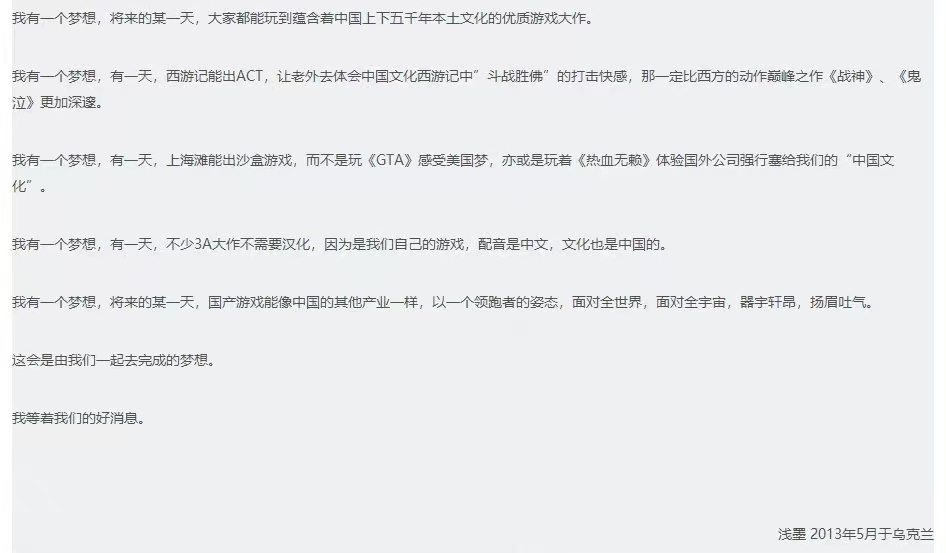 我有一个梦想，将来的某一天，大家都能玩到蕴含着中国上下五千年本土文化的优质游戏大作。
我有一个梦想，有一天，西游记能出ACT，让老外去体会中国文化西游记中”斗战胜佛”的打击快感，那一定比西方的动作巅峰之作《战神》、《鬼
泣》更加深邃。
我有一个梦想，有一天，上海滩能出沙盒游戏，而不是玩《GTA》感受美国梦，亦或是玩着《热血无赖》体验国外公司强行塞给我们的“中国文
化”。
我有一个梦想，有一天，不少3A大作不需要汉化，因为是我们自己的游戏，配音是中文，文化也是中国的。
我有一个梦想，将来的某一天，国产游戏能像中国的其他产业一样，以一个领跑者的姿态，面对全世界，面对全宇宙，器宇轩昂，扬眉吐气。
这会是由我们一起去完成的梦想。
我等着我们的好消息。
浅墨 2013年5月于乌克兰